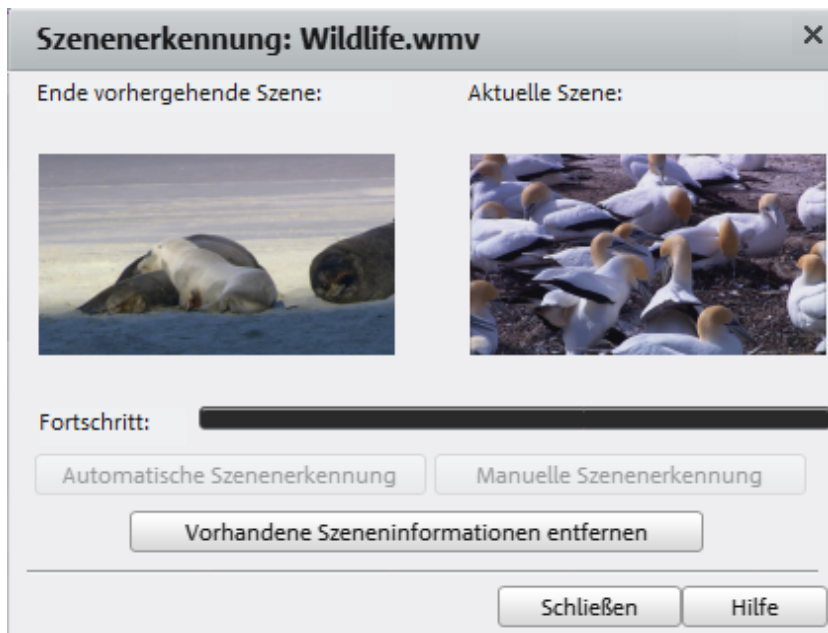 Szenenerkennung: Wildlife.wmv
Ende vorhergehende Szene:
Aktuelle Szene:
Fortschritt:
Automatische Szenenerkennung
Manuelle Szenenerkennung
Vorhandene Szeneninformationen entfernen
Schließen
Hilfe